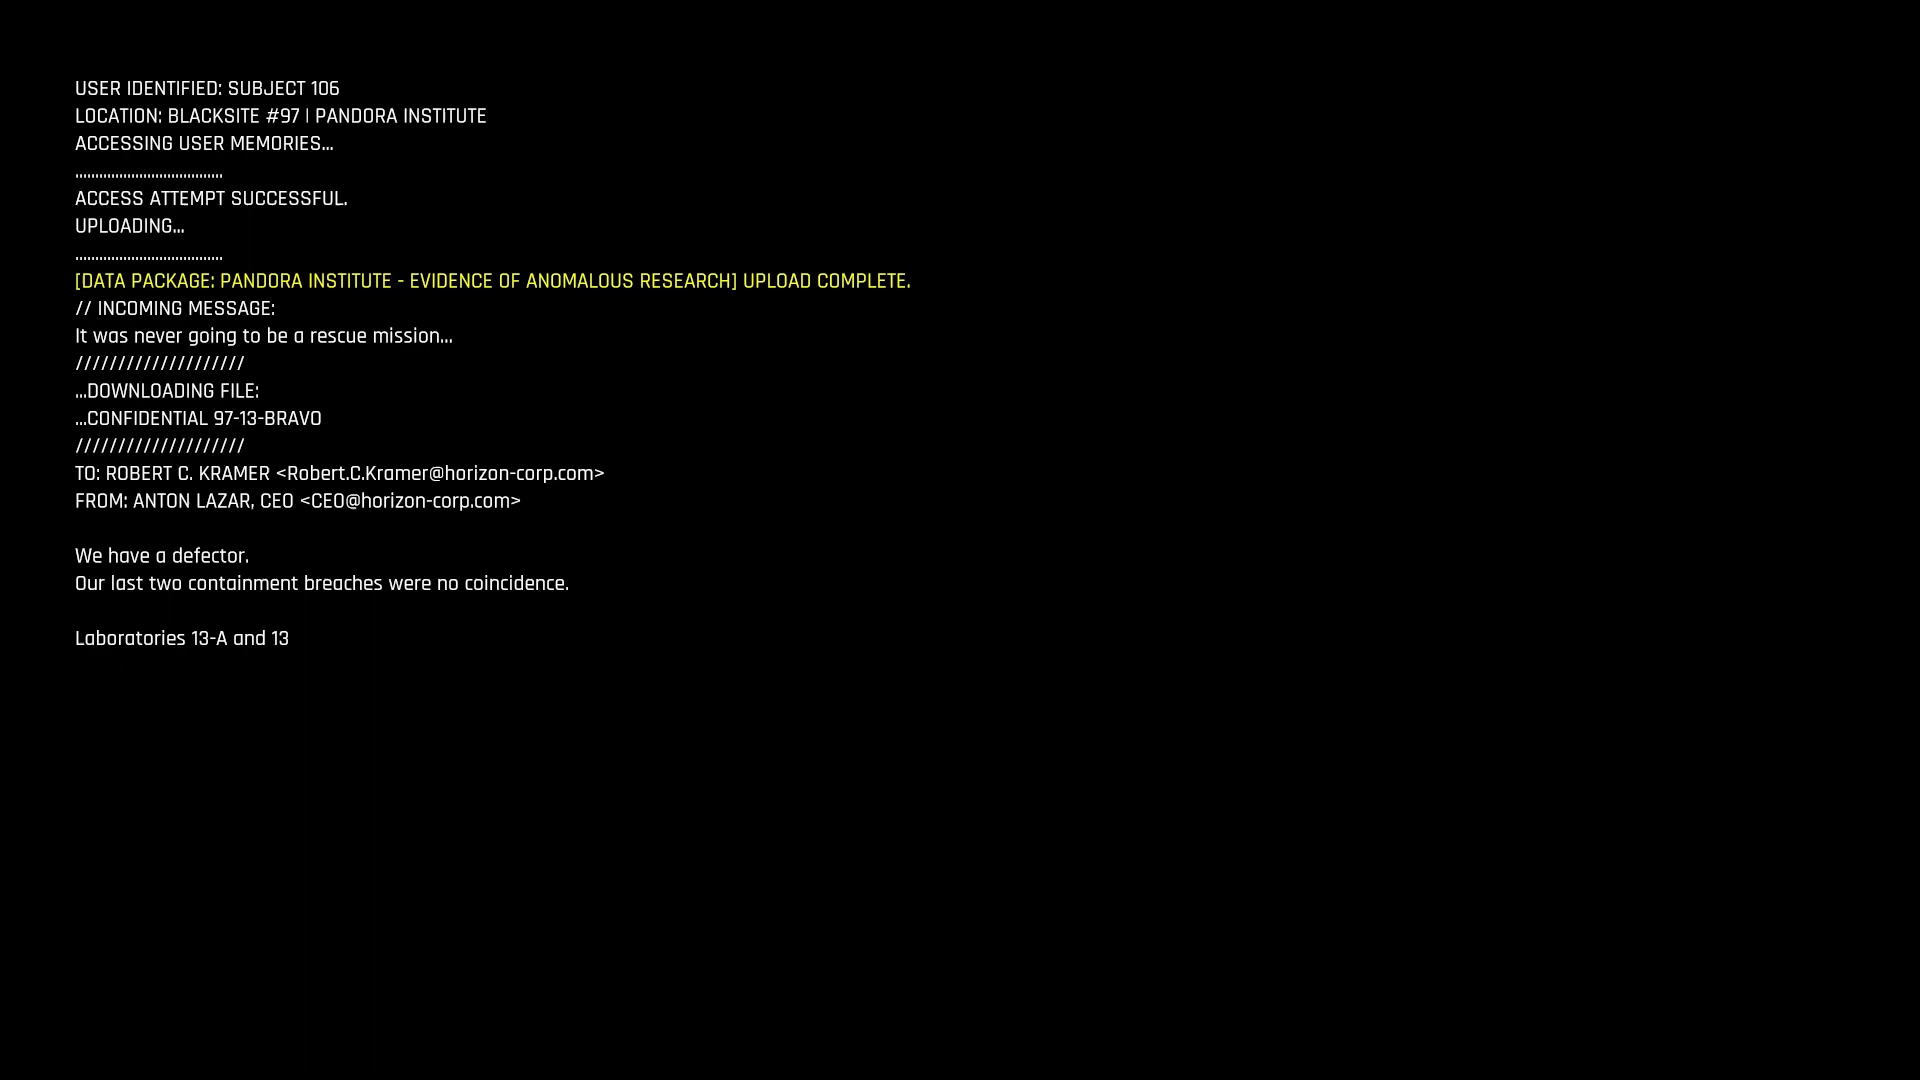 USER IDENTIFIED: SUBJECT 106
LOCATION: BLACKSITE #97 | PANDORA INSTITUTE
ACCESSING USER MEMORIES...
.....................................
ACCESS ATTEMPT SUCCESSFUL.
UPLOADING...
.....................................
[DATA PACKAGE: PANDORA INSTITUTE - EVIDENCE OF ANOMALOUS RESEARCH] UPLOAD COMPLETE.
// INCOMING MESSAGE:
It was never going to be a rescue mission...
////////////////////
...DOWNLOADING FILE:
...CONFIDENTIAL 97-13-BRAVO
////////////////////
TO: ROBERT C. KRAMER <Robert.C.Kramer@horizon-corp.com>
FROM: ANTON LAZAR, CEO <CEO@horizon-corp.com>
We have a defector.
Our last two containment breaches were no coincidence.
Laboratories 13-A and 13